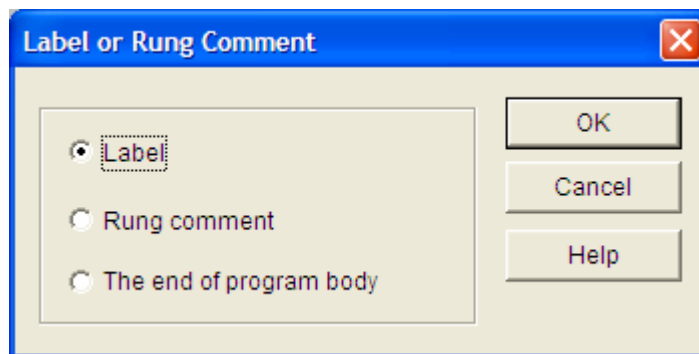 Label or Rung Comment
Label
Rung comment
The end of program body
OK
Cancel
Help